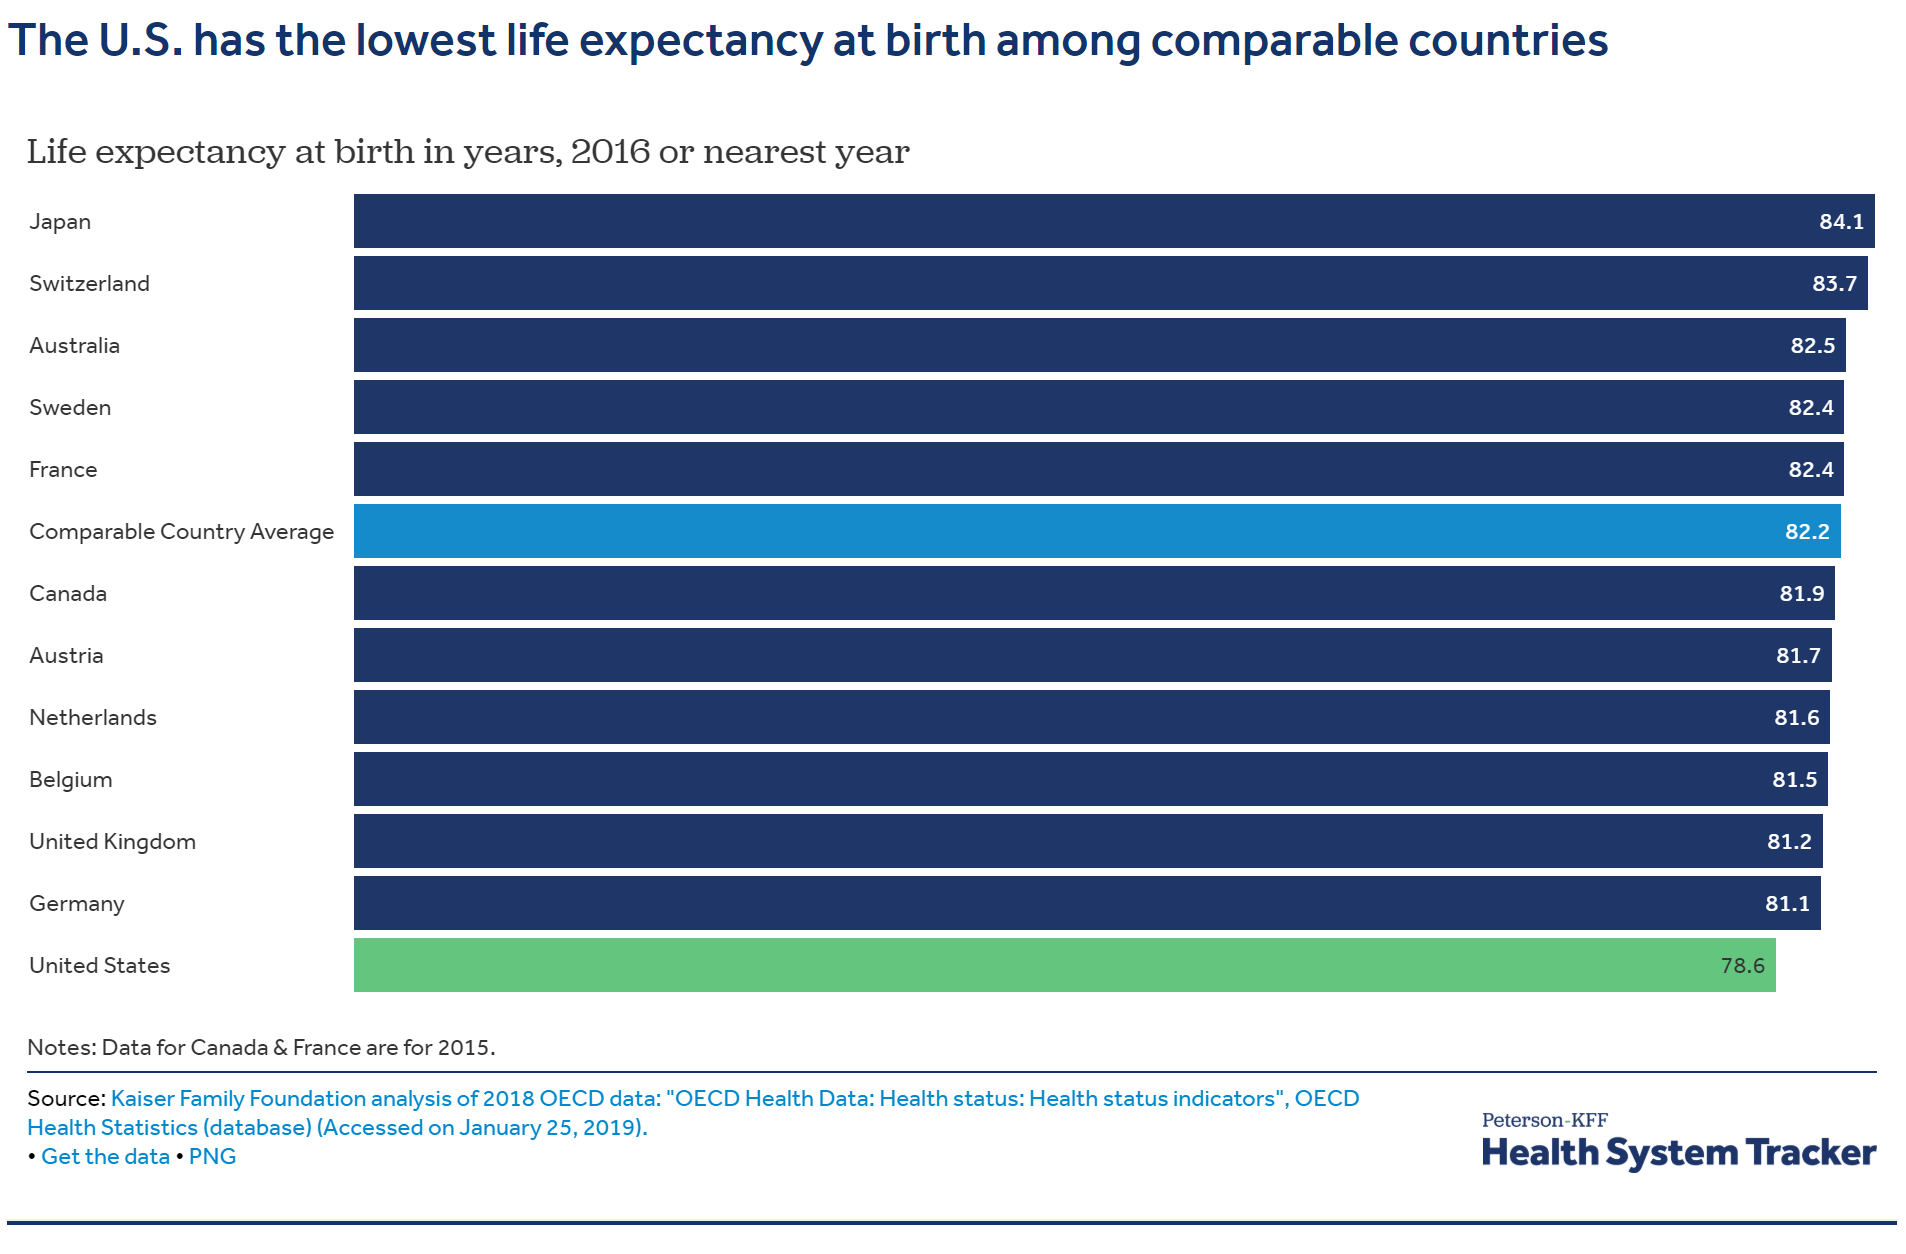 The U.S. has the lowest life expectancy at birth among comparable countries
Life expectancy at birth in years, 2016 or nearest year
Japan 84.1
Switzerland 83.7
Australia 82.5
Sweden 82.4
France 82.4
Comparable Country Average 82.2
Canada 81.9
Austria 81.7
Netherlands 81.6
Belgium 81.5
United Kingdom 81.2
Germany 81.1
United States 78.6
Notes: Data for Canada & France are for 2015.
Source: Kaiser Family Foundation analysis of 2018 OECD data: "OECD Health Data: Health status: Health status indicators", OECD
Health Statistics (database) (Accessed on January 25, 2019).
• Get the data • PNG
Peterson-KFF
Health System Tracker